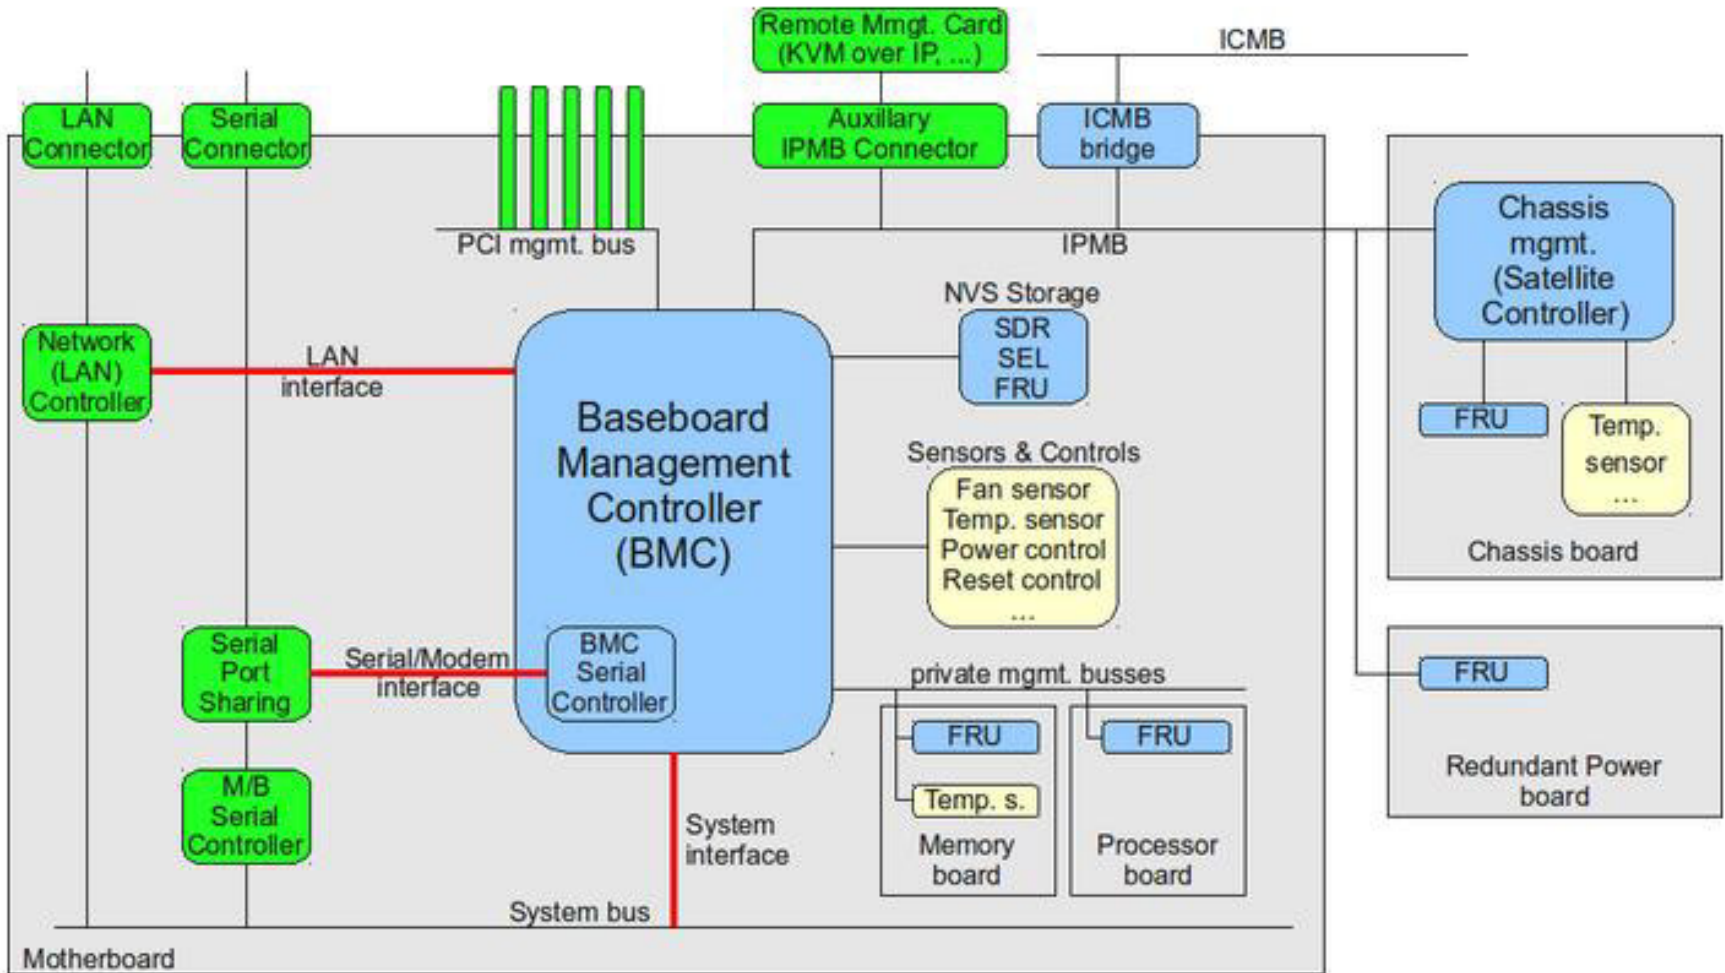 Remote Mmgt. Card
(KVM over IP, ...)
ICMB
LAN
Connector
Serial
Connector
Auxillary
IPMB Connector
ICMB
bridge
PCI mgmt. bus
IPMB
Chassis
mgmt.
(Satellite
Controller)
NVS Storage
SDR
SEL
FRU
Network
(LAN)
Controller
LAN
interface
Baseboard
Management
Controller
(BMC)
Sensors & Controls
Fan sensor
Temp. sensor
Power control
Reset control
...
FRU
Temp.
sensor
...
Chassis board
Serial
Port
Sharing
Serial/Modem
interface
BMC
Serial
Controller
private mgmt. busses
FRU
Temp. s.
Memory
board
FRU
Processor
board
FRU
Redundant Power
board
M/B
Serial
Controller
System
interface
System bus
Motherboard